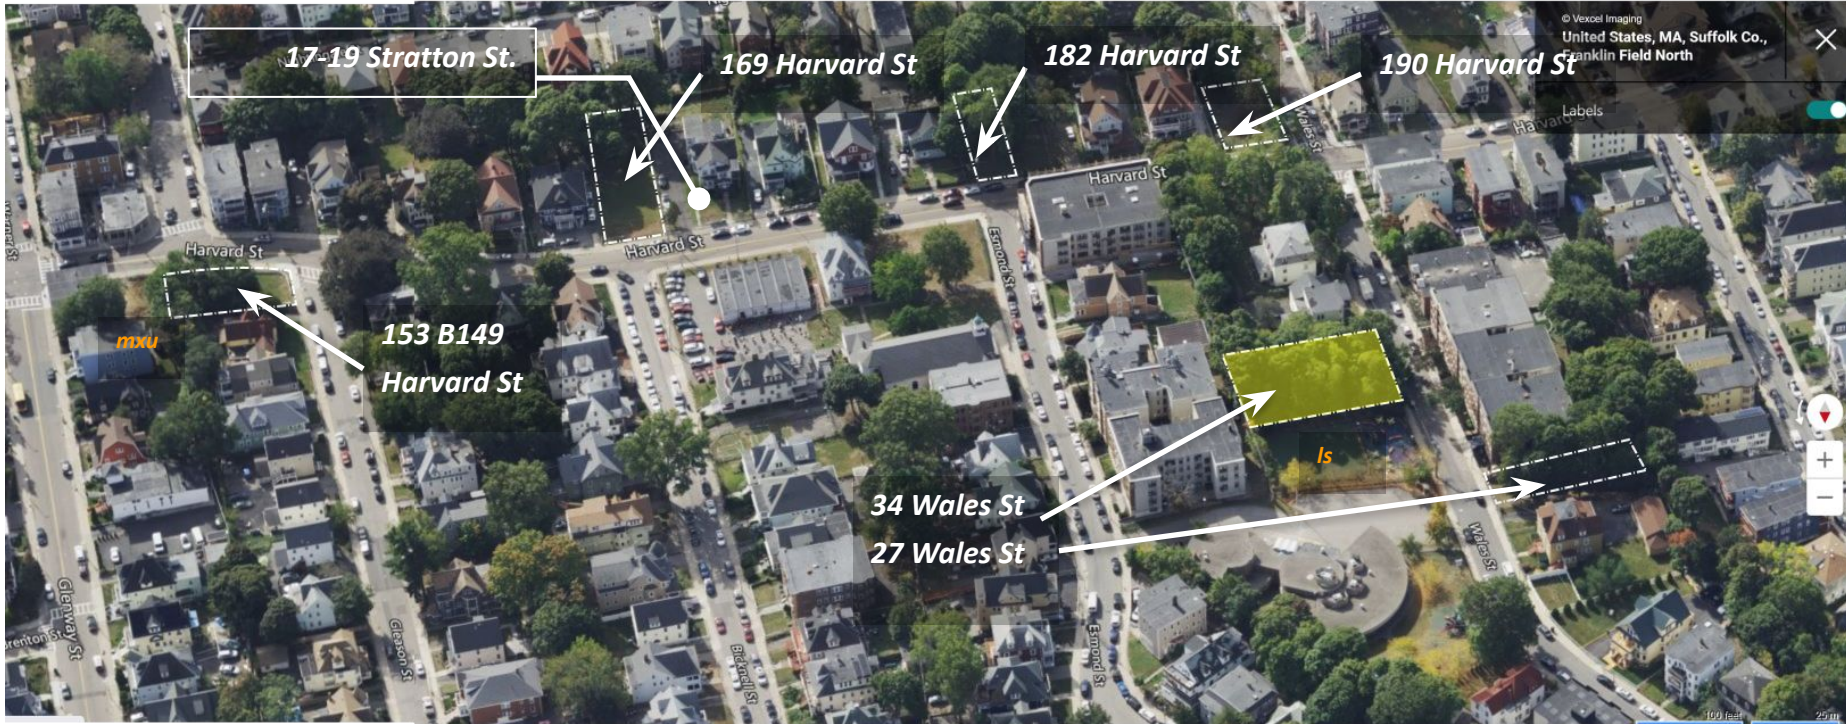 © Vexcel Imaging
United States, MA, Suffolk Co.,
Franklin Field North
Labels
17-19 Stratton St.
169 Harvard St
182 Harvard St
190 Harvard St
Harvard St
Wales St
Harvard St
Harvard St
Harvard St
153 B149
Harvard St
mxu
Esmond St
34 Wales St
27 Wales St
ls
Wales St
Glenway St
Gleason St
Bicknell St
Esmond St
100 feet
25 m